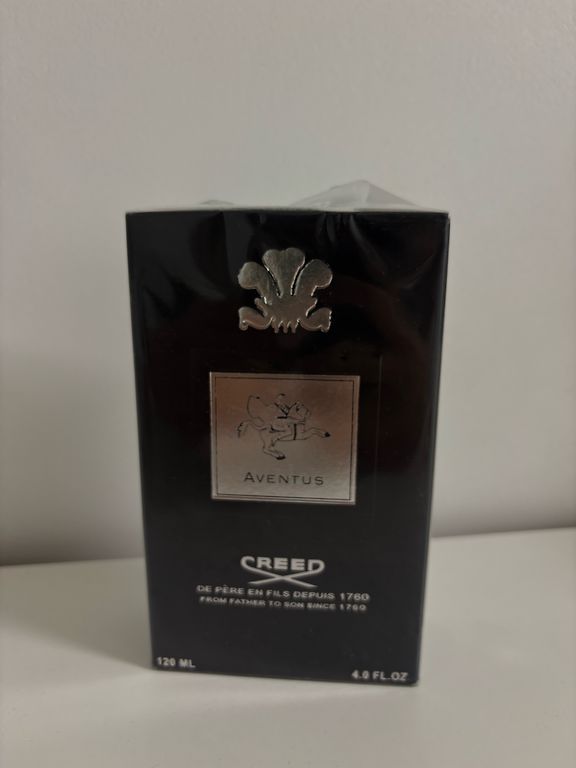 AVENTUS
CREED
DE PÈRE EN FILS DEPUIS 1760
FROM FATHER TO SON SINCE 1760
120 ML
4.0 FL.OZ